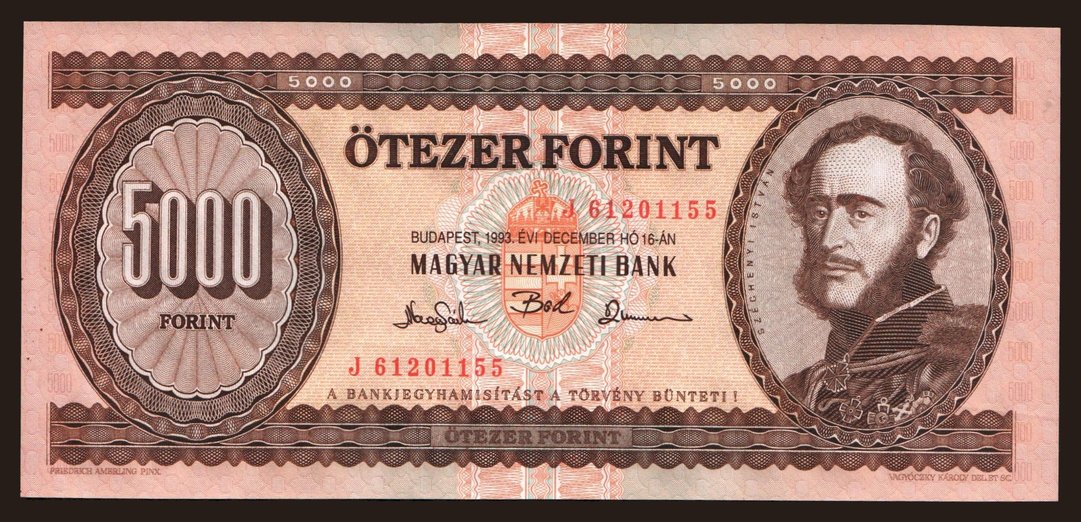 5000 5000
ÖTEZER FORINT
J 61201155
BUDAPEST, 1993. ÉVI DECEMBER HÓ 16-ÁN
MAGYAR NEMZETI BANK
5000
FORINT
SZÉCHENYI ISTVÁN
J 61201155
A BANKJEGYHAMISÍTÁST A TÖRVÉNY BÜNTETI!
ÖTEZER FORINT
FRIEDRICH AMERLING PINX.
VAGYÓCZKY KÁROLY DEL. ET SC.